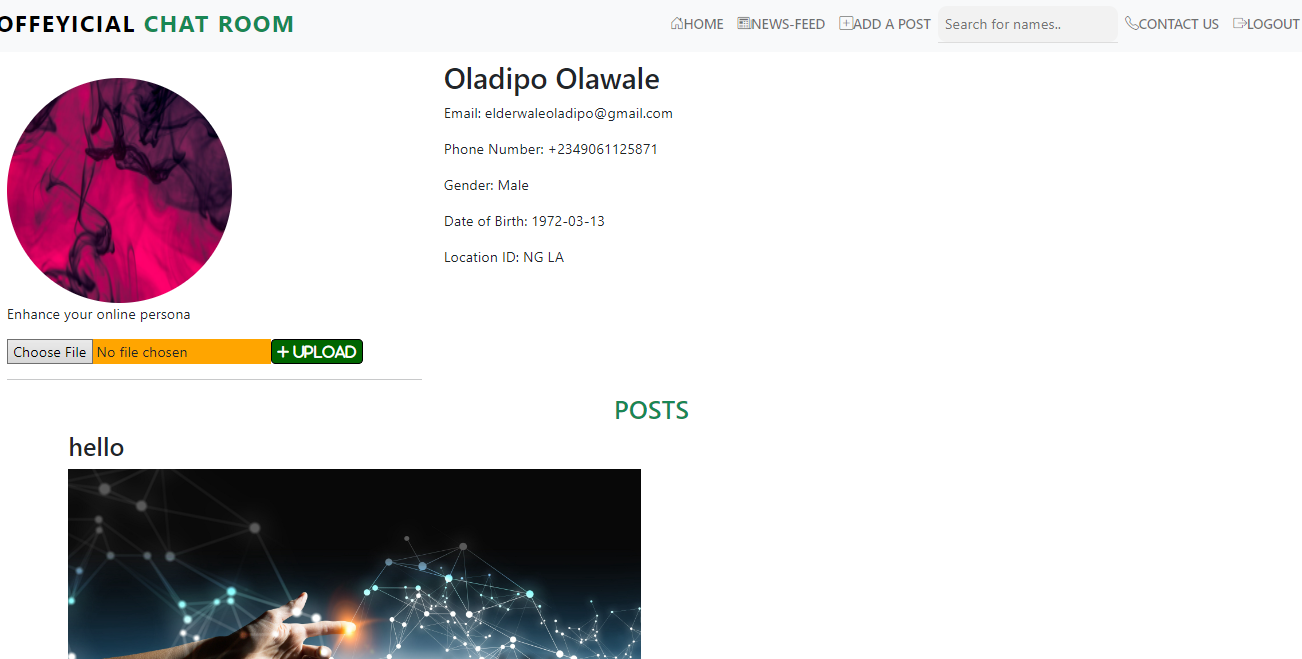 OFFEYICIAL CHAT ROOM
HOME NEWS-FEED ADD A POST Search for names.. CONTACT US LOGOUT
Oladipo Olawale
Email: elderwaleoladipo@gmail.com
Phone Number: +2349061125871
Gender: Male
Date of Birth: 1972-03-13
Location ID: NG LA
Enhance your online persona
Choose File No file chosen + UPLOAD
POSTS
hello